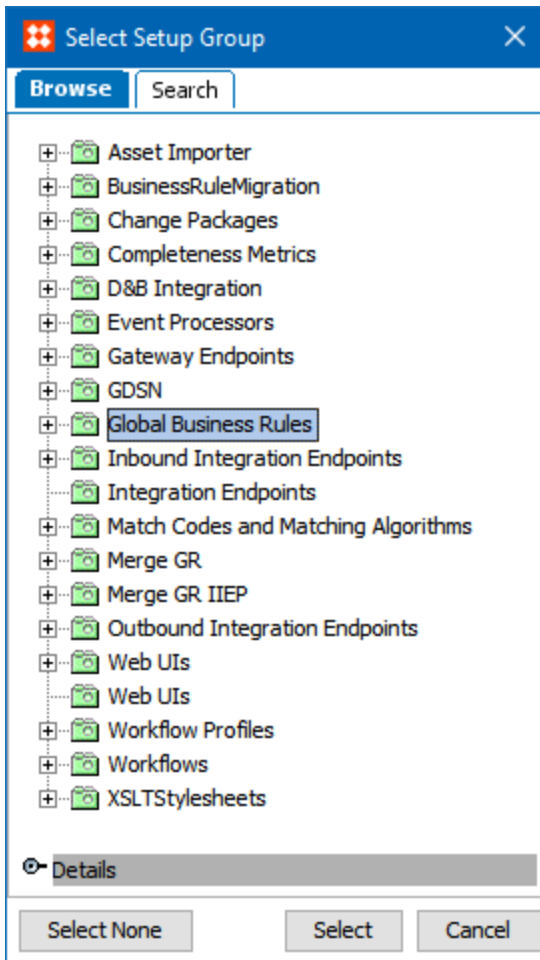 Select Setup Group
Browse Search
Asset Importer
BusinessRuleMigration
Change Packages
Completeness Metrics
D&B Integration
Event Processors
Gateway Endpoints
GDSN
Global Business Rules
Inbound Integration Endpoints
Integration Endpoints
Match Codes and Matching Algorithms
Merge GR
Merge GR IIEP
Outbound Integration Endpoints
Web UIs
Web UIs
Workflow Profiles
Workflows
XSLTStylesheets
Details
Select None Select Cancel